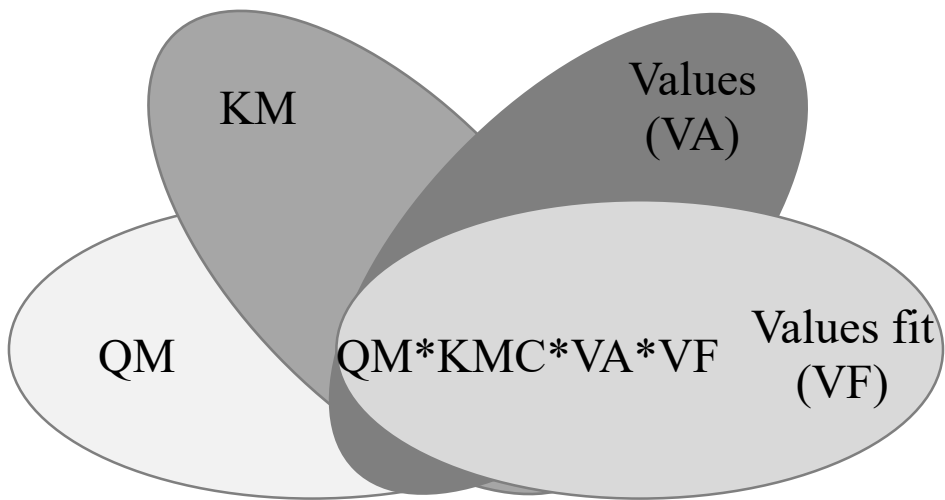 KM
Values
(VA)
QM
QM*KMC*VA*VF
Values fit
(VF)